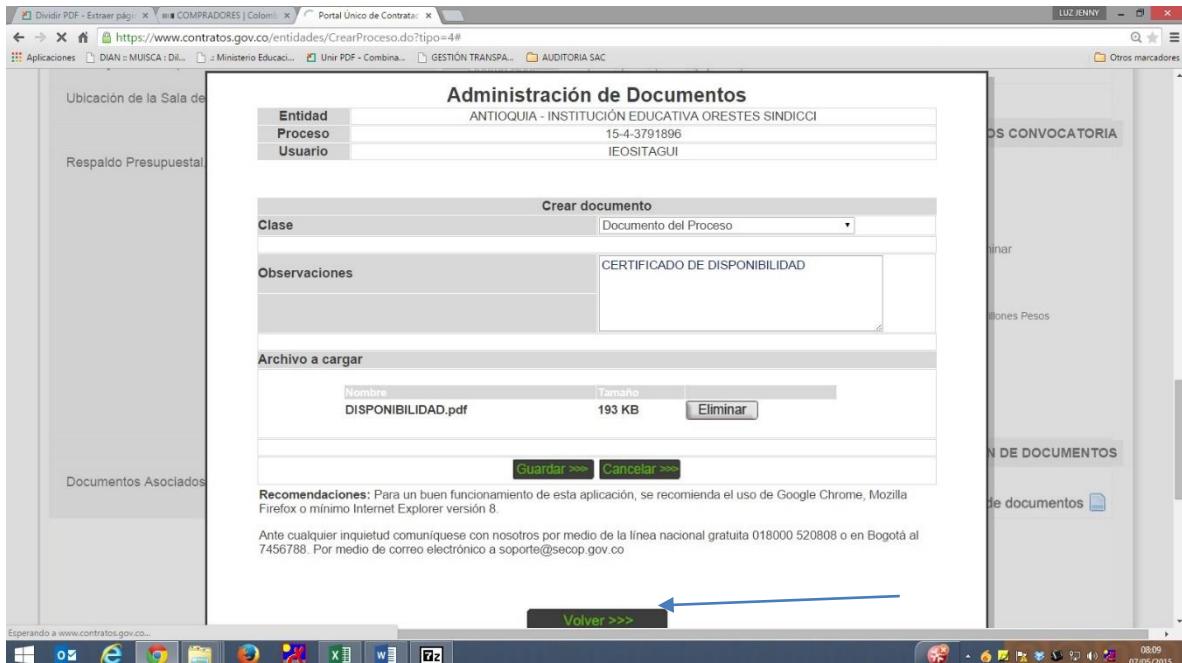 Dividir PDF - Extraer pági
COMPRADORES | Colomb
Portal Único de Contratac
LUZ JENNY
https://www.contratos.gov.co/entidades/CrearProceso.do?tipo=4#
Aplicaciones
DIAN :: MUISCA : Dil...
.: Ministerio Educaci...
Unir PDF - Combina...
GESTIÓN TRANSPA...
AUDITORIA SAC
Otros marcadores
Ubicación de la Sala de
Administración de Documentos
Entidad ANTIOQUIA - INSTITUCIÓN EDUCATIVA ORESTES SINDICCI
Proceso 15-4-3791896
OS CONVOCATORIA
Usuario IEOSITAGUI
Respaldo Presupuestal
Crear documento
Clase Documento del Proceso
minar
Observaciones CERTIFICADO DE DISPONIBILIDAD
illones Pesos
Archivo a cargar
Nombre Tamaño
DISPONIBILIDAD.pdf 193 KB Eliminar
N DE DOCUMENTOS
Guardar >>> Cancelar >>>
Documentos Asociados
Recomendaciones: Para un buen funcionamiento de esta aplicación, se recomienda el uso de Google Chrome, Mozilla
Firefox o mínimo Internet Explorer versión 8.
de documentos
Ante cualquier inquietud comuníquese con nosotros por medio de la línea nacional gratuita 018000 520808 o en Bogotá al
7456788. Por medio de correo electrónico a soporte@secop.gov.co
Volver >>>
Esperando a www.contratos.gov.co...
08:09
07/05/2015